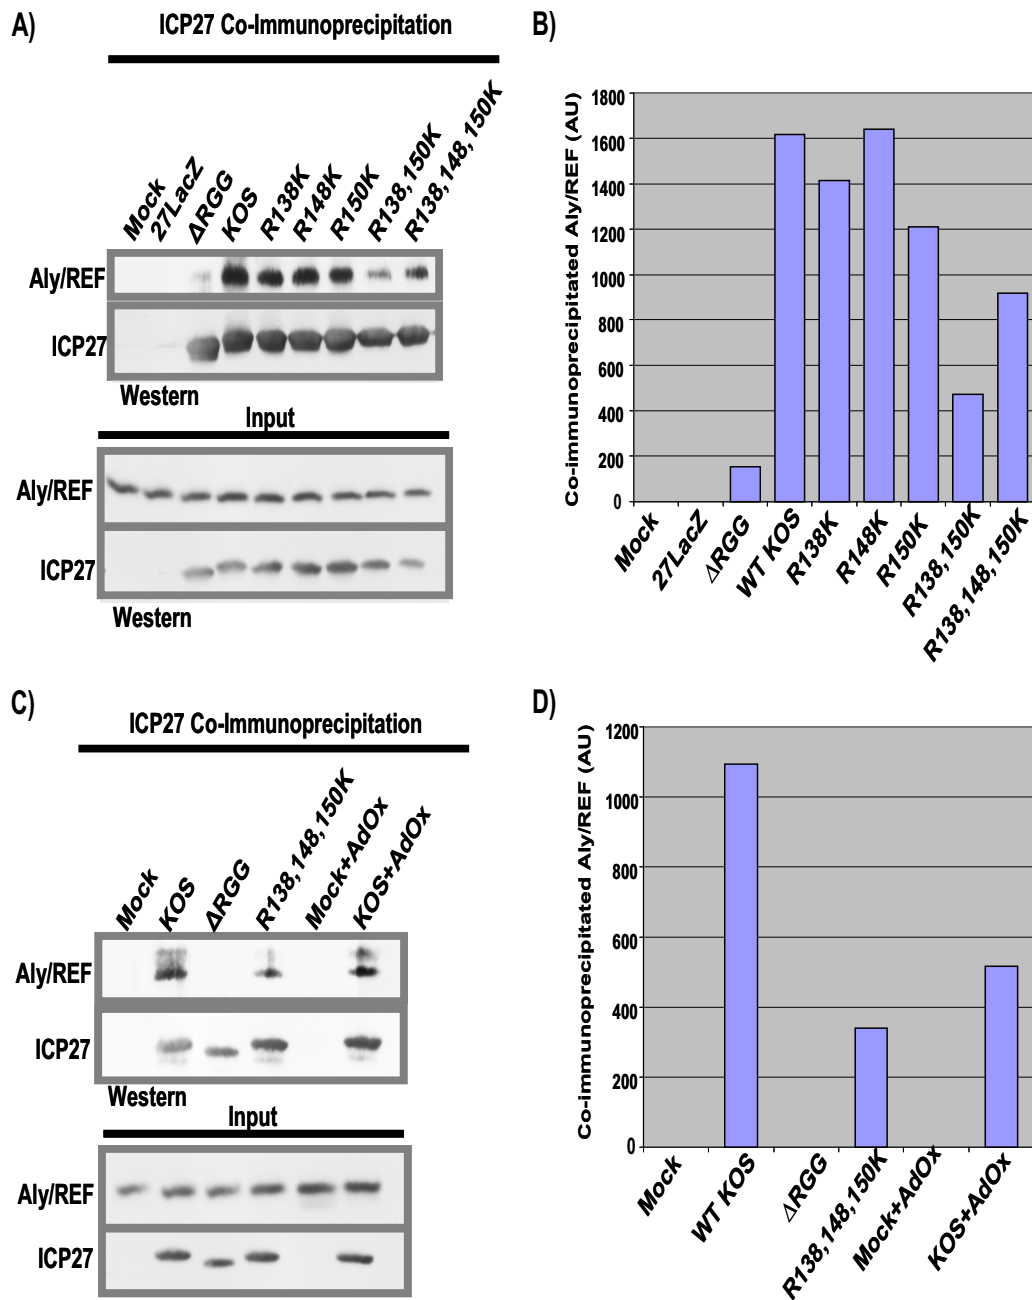 A)
ICP27 Co-Immunoprecipitation
Mock
27LacZ
ΔRGG
KOS
R138K
R148K
R150K
R138,150K
R138,148,150K
Aly/REF
ICP27
Western
Input
Aly/REF
ICP27
Western
B)
Co-immunoprecipitated Aly/REF (AU)
1800
1600
1400
1200
1000
800
600
400
200
0
Mock
27LacZ
ΔRGG
WT KOS
R138K
R148K
R150K
R138,150K
R138,148,150K
C)
ICP27 Co-Immunoprecipitation
Mock
KOS
ΔRGG
R138,148,150K
Mock+AdOx
KOS+AdOx
Aly/REF
ICP27
Western
Input
Aly/REF
ICP27
D)
Co-immunoprecipitated Aly/REF (AU)
1200
1000
800
600
400
200
0
Mock
WT KOS
ΔRGG
R138,148,150K
Mock+AdOx
KOS+AdOx